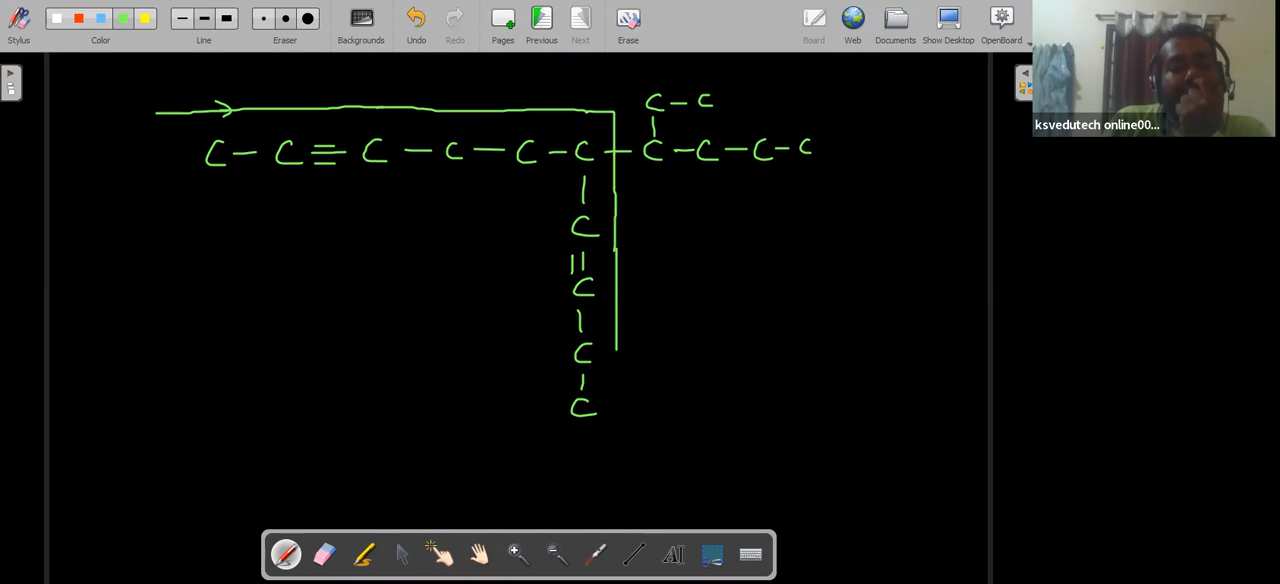 Stylus Color Line Eraser Backgrounds Undo Redo Pages Previous Next Erase Board Web Documents Show Desktop OpenBoard
ksvedutech online00...
C – C
C – C ≡ C – C – C – C – C – C – C – C
C
||
C
C
C
AI